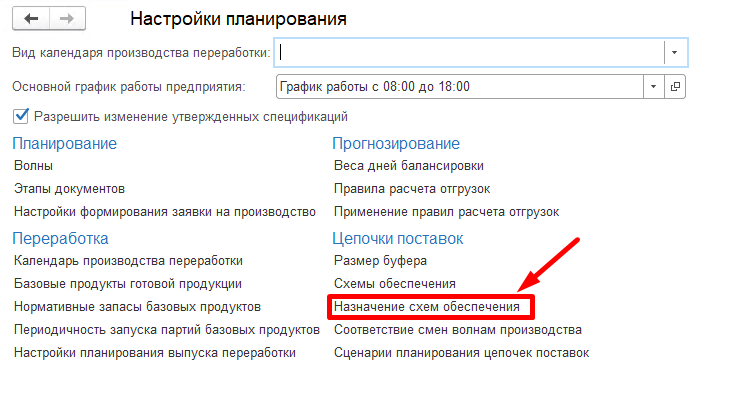 Настройки планирования
Вид календаря производства переработки:
Основной график работы предприятия: График работы с 08:00 до 18:00
Разрешить изменение утвержденных спецификаций
Планирование
Волны
Этапы документов
Настройки формирования заявки на производство
Прогнозирование
Веса дней балансировки
Правила расчета отгрузок
Применение правил расчета отгрузок
Переработка
Календарь производства переработки
Базовые продукты готовой продукции
Нормативные запасы базовых продуктов
Периодичность запуска партий базовых продуктов
Настройки планирования выпуска переработки
Цепочки поставок
Размер буфера
Схемы обеспечения
Назначение схем обеспечения
Соответствие смен волнам производства
Сценарии планирования цепочек поставок